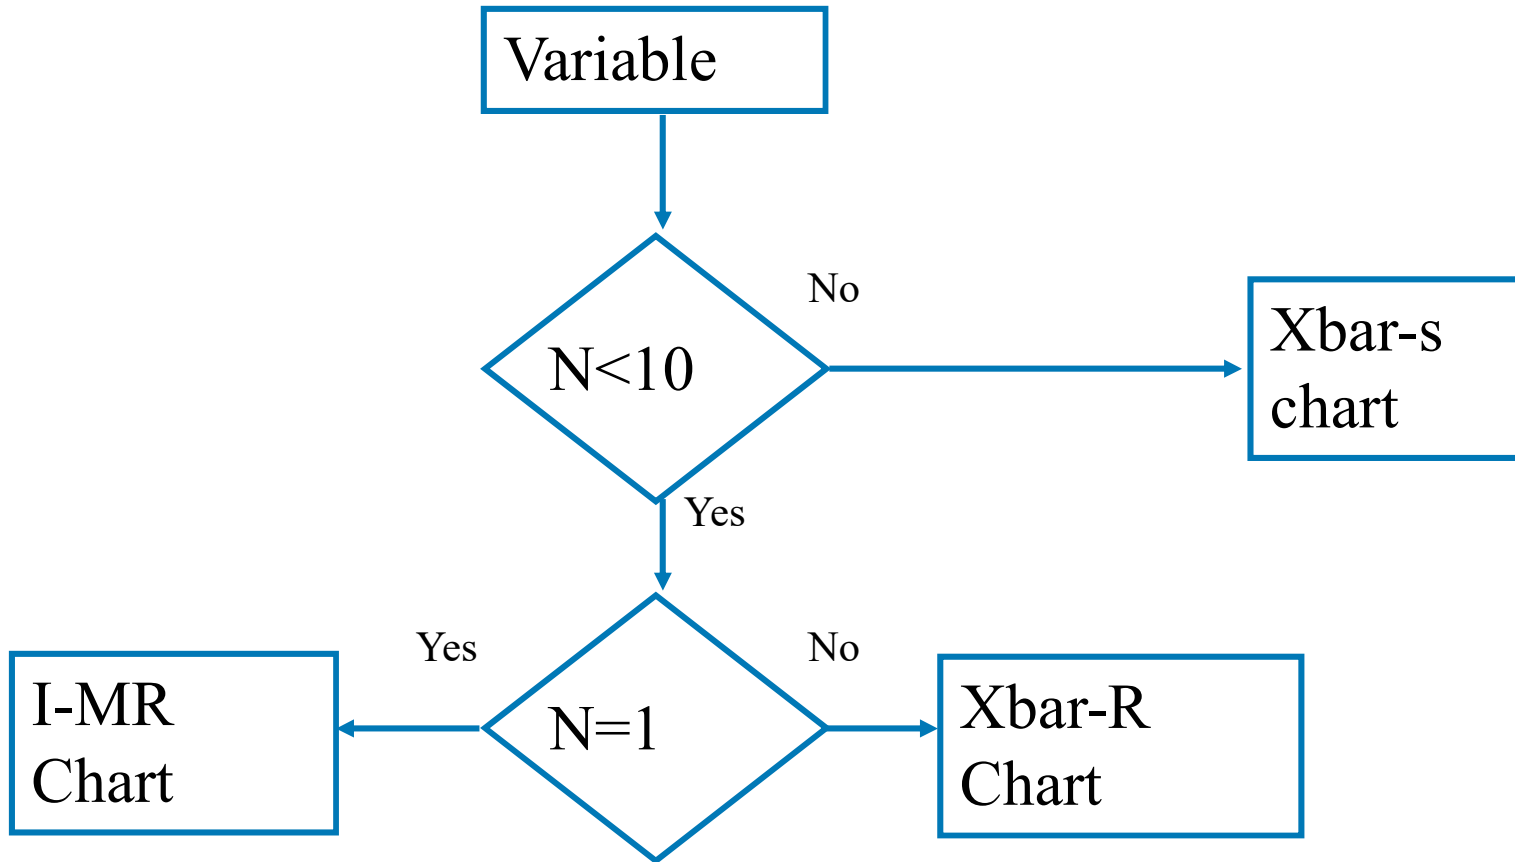 Variable
No
Xbar-s
chart
N<10
Yes
Yes
No
I-MR
Chart
N=1
Xbar-R
Chart